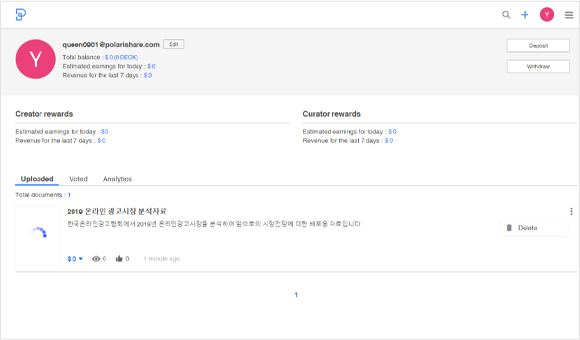 Y
queen0901@polarishare.com Edit
Total balance : $ 0 (0 DECK)
Estimated earnings for today : $ 0
Revenue for the last 7 days : $ 0
Deposit
Withdraw
Creator rewards
Estimated earnings for today : $ 0
Revenue for the last 7 days : $ 0
Curator rewards
Estimated earnings for today : $ 0
Revenue for the last 7 days : $ 0
Uploaded Voted Analytics
Total documents : 1
2019 온라인 광고시장 분석자료
한국온라인광고협회에서 2019년 온라인광고시장을 분석하여 앞으로의 시장전망에 대한 배포용 자료입니다
Delete
$ 0 0 0 1 minute ago
1